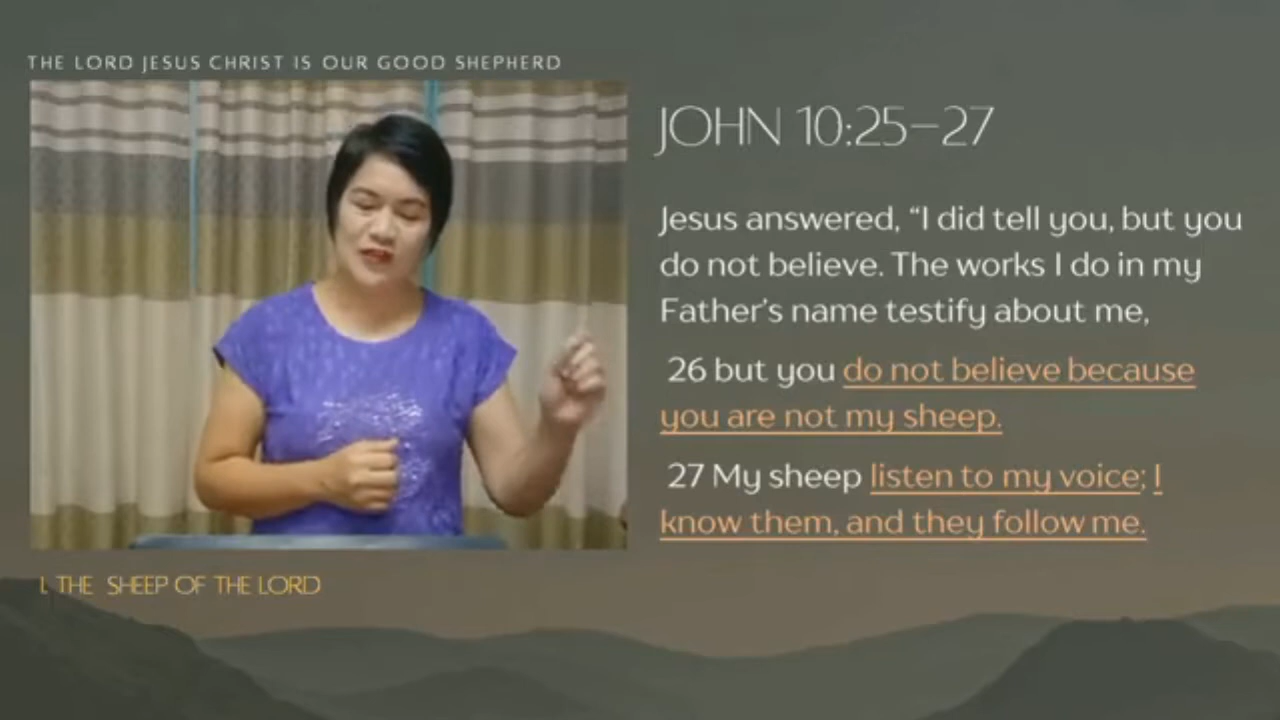 THE LORD JESUS CHRIST IS OUR GOOD SHEPHERD
JOHN 10:25–27
Jesus answered, “I did tell you, but you
do not believe. The works I do in my
Father’s name testify about me,
26 but you do not believe because
you are not my sheep.
27 My sheep listen to my voice; I
know them, and they follow me.
I. THE SHEEP OF THE LORD